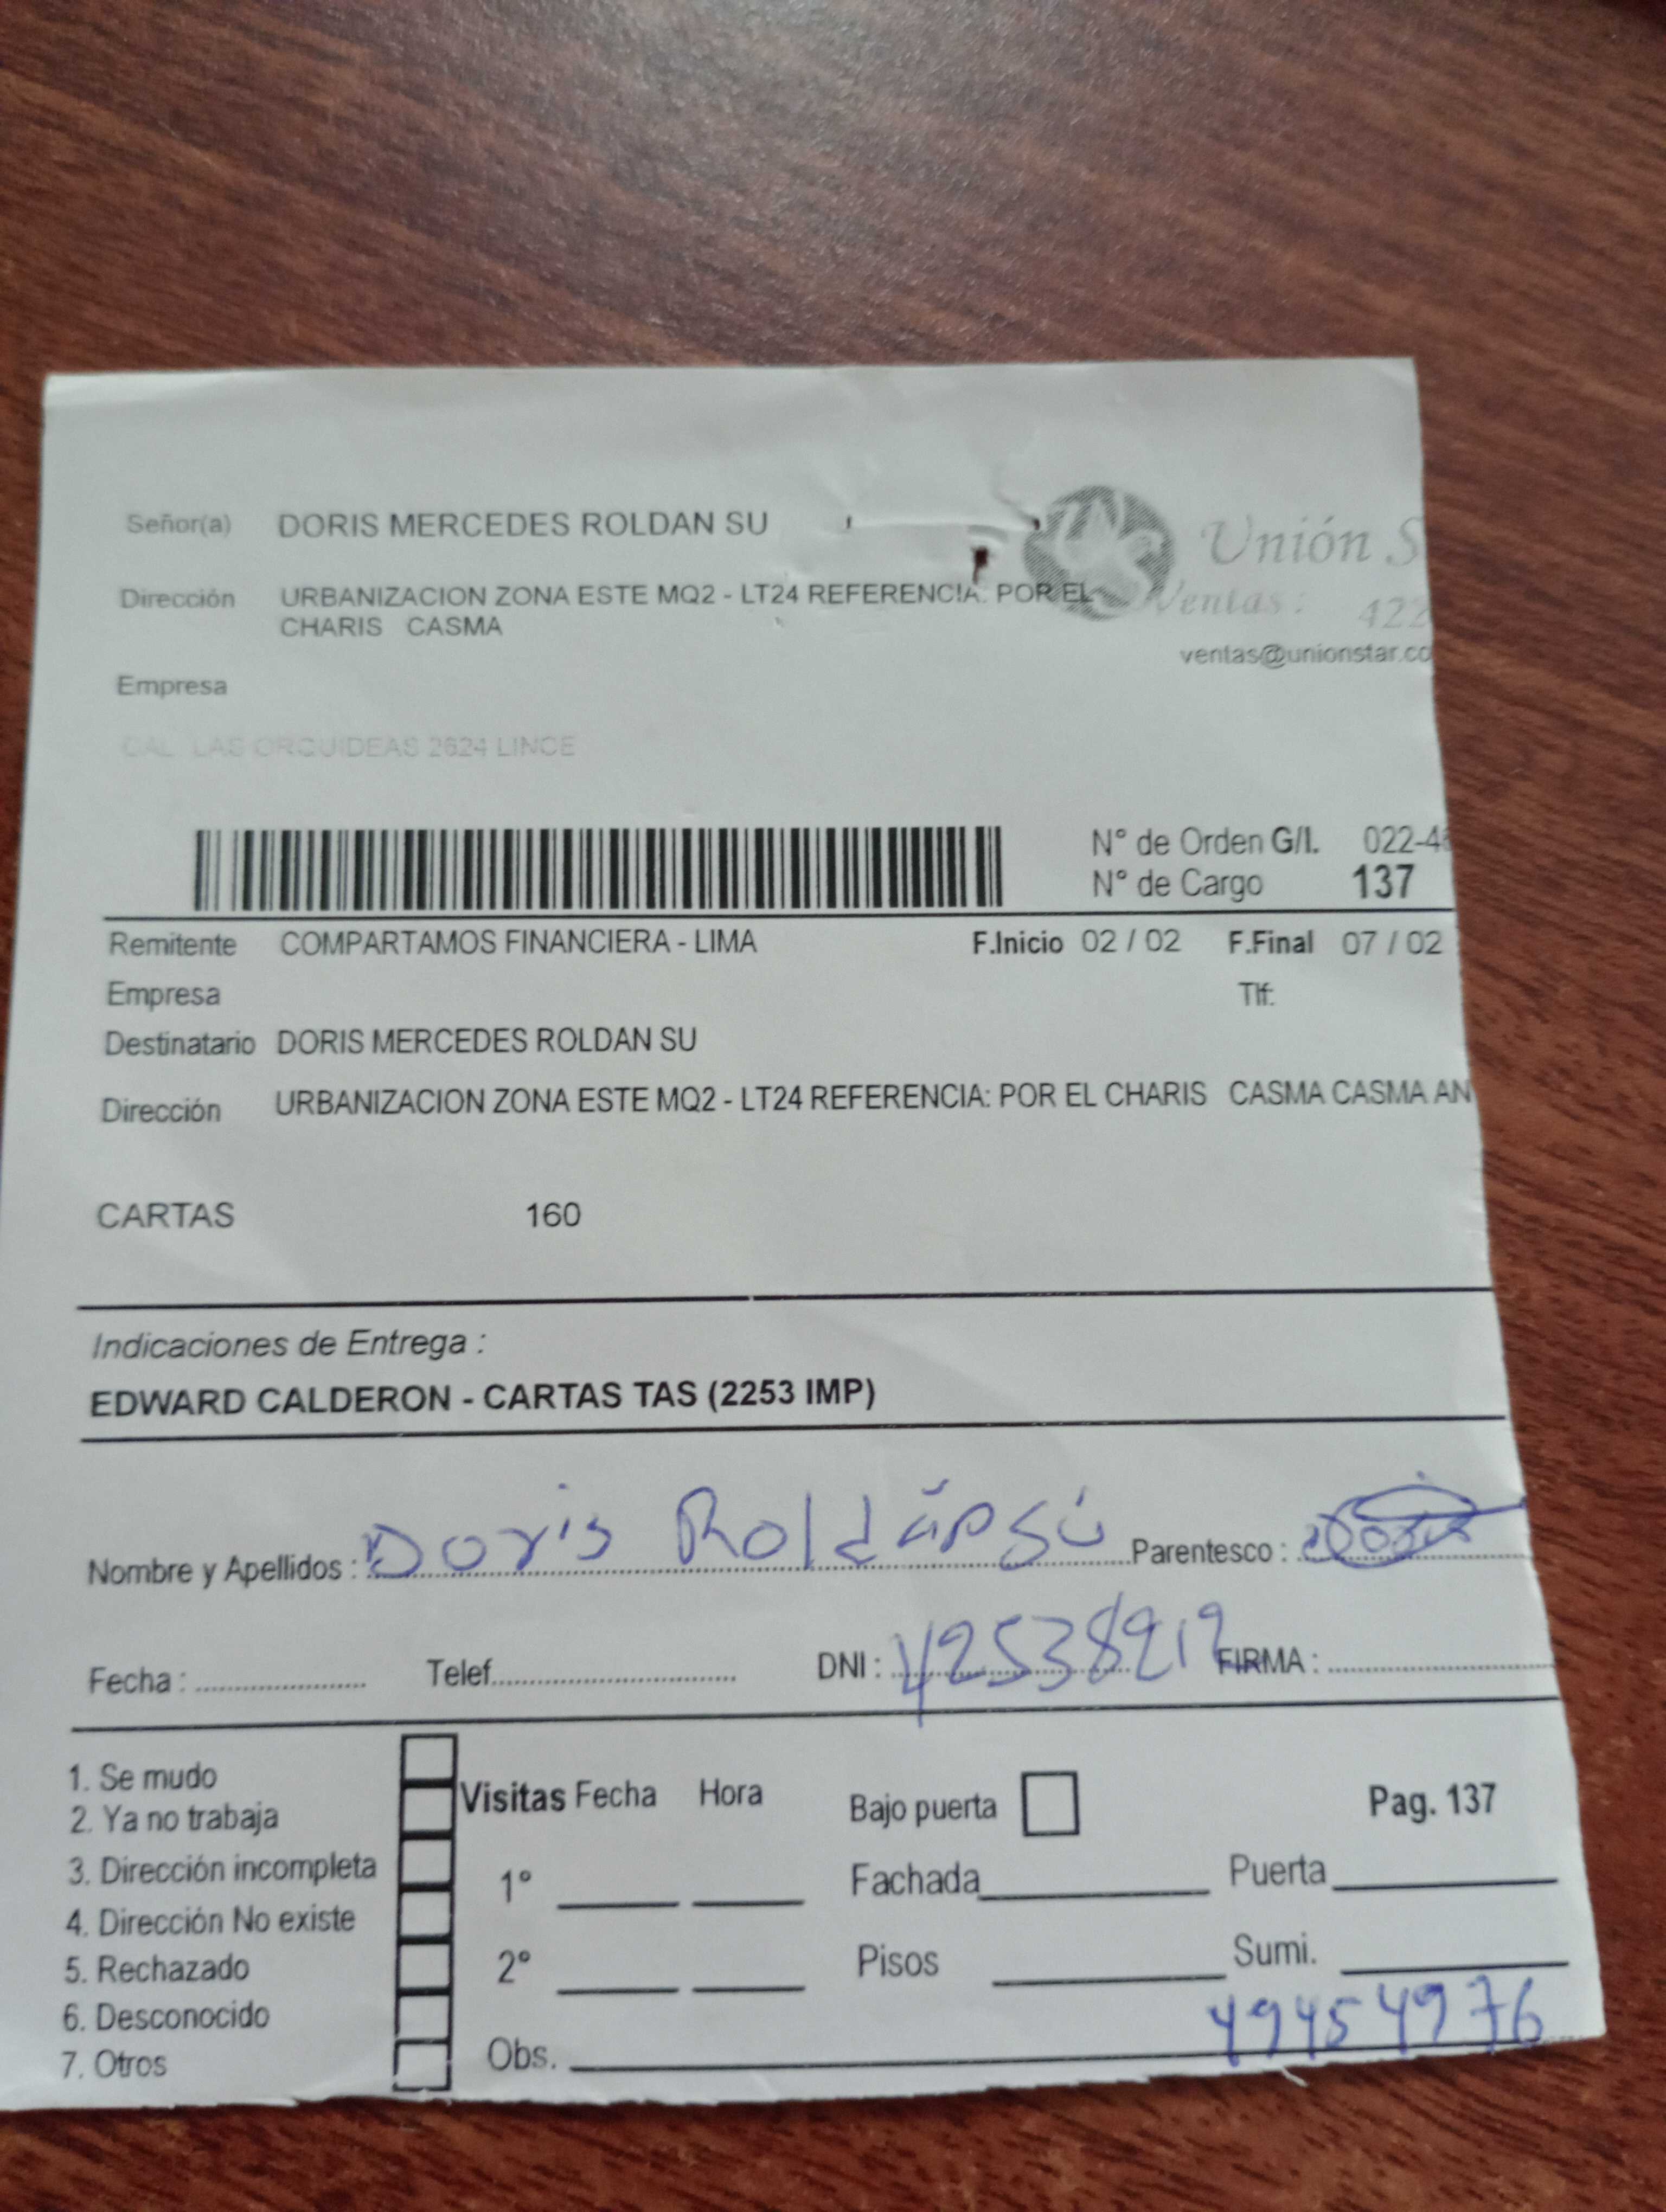 Señor(a) DORIS MERCEDES ROLDAN SU
Unión S
Dirección URBANIZACION ZONA ESTE MQ2 - LT24 REFERENCIA: POR EL
CHARIS CASMA
Ventas : 422
ventas@unionstar.co
Empresa
CAL LAS ORQUIDEAS 2624 LINCE
N° de Orden G/I. 022-4
N° de Cargo 137
Remitente COMPARTAMOS FINANCIERA - LIMA F.Inicio 02 / 02 F.Final 07 / 02
Empresa Tlf:
Destinatario DORIS MERCEDES ROLDAN SU
Dirección URBANIZACION ZONA ESTE MQ2 - LT24 REFERENCIA: POR EL CHARIS CASMA CASMA AN
CARTAS 160
Indicaciones de Entrega :
EDWARD CALDERON - CARTAS TAS (2253 IMP)
Nombre y Apellidos : Doris Roldán Sú Parentesco :
Fecha : Telef. DNI : 42538219 FIRMA :
1. Se mudo
2. Ya no trabaja
3. Dirección incompleta
4. Dirección No existe
5. Rechazado
6. Desconocido
7. Otros
Visitas Fecha Hora
1°
2°
Obs.
Bajo puerta
Pag. 137
Fachada Puerta
Pisos Sumi.
49454976